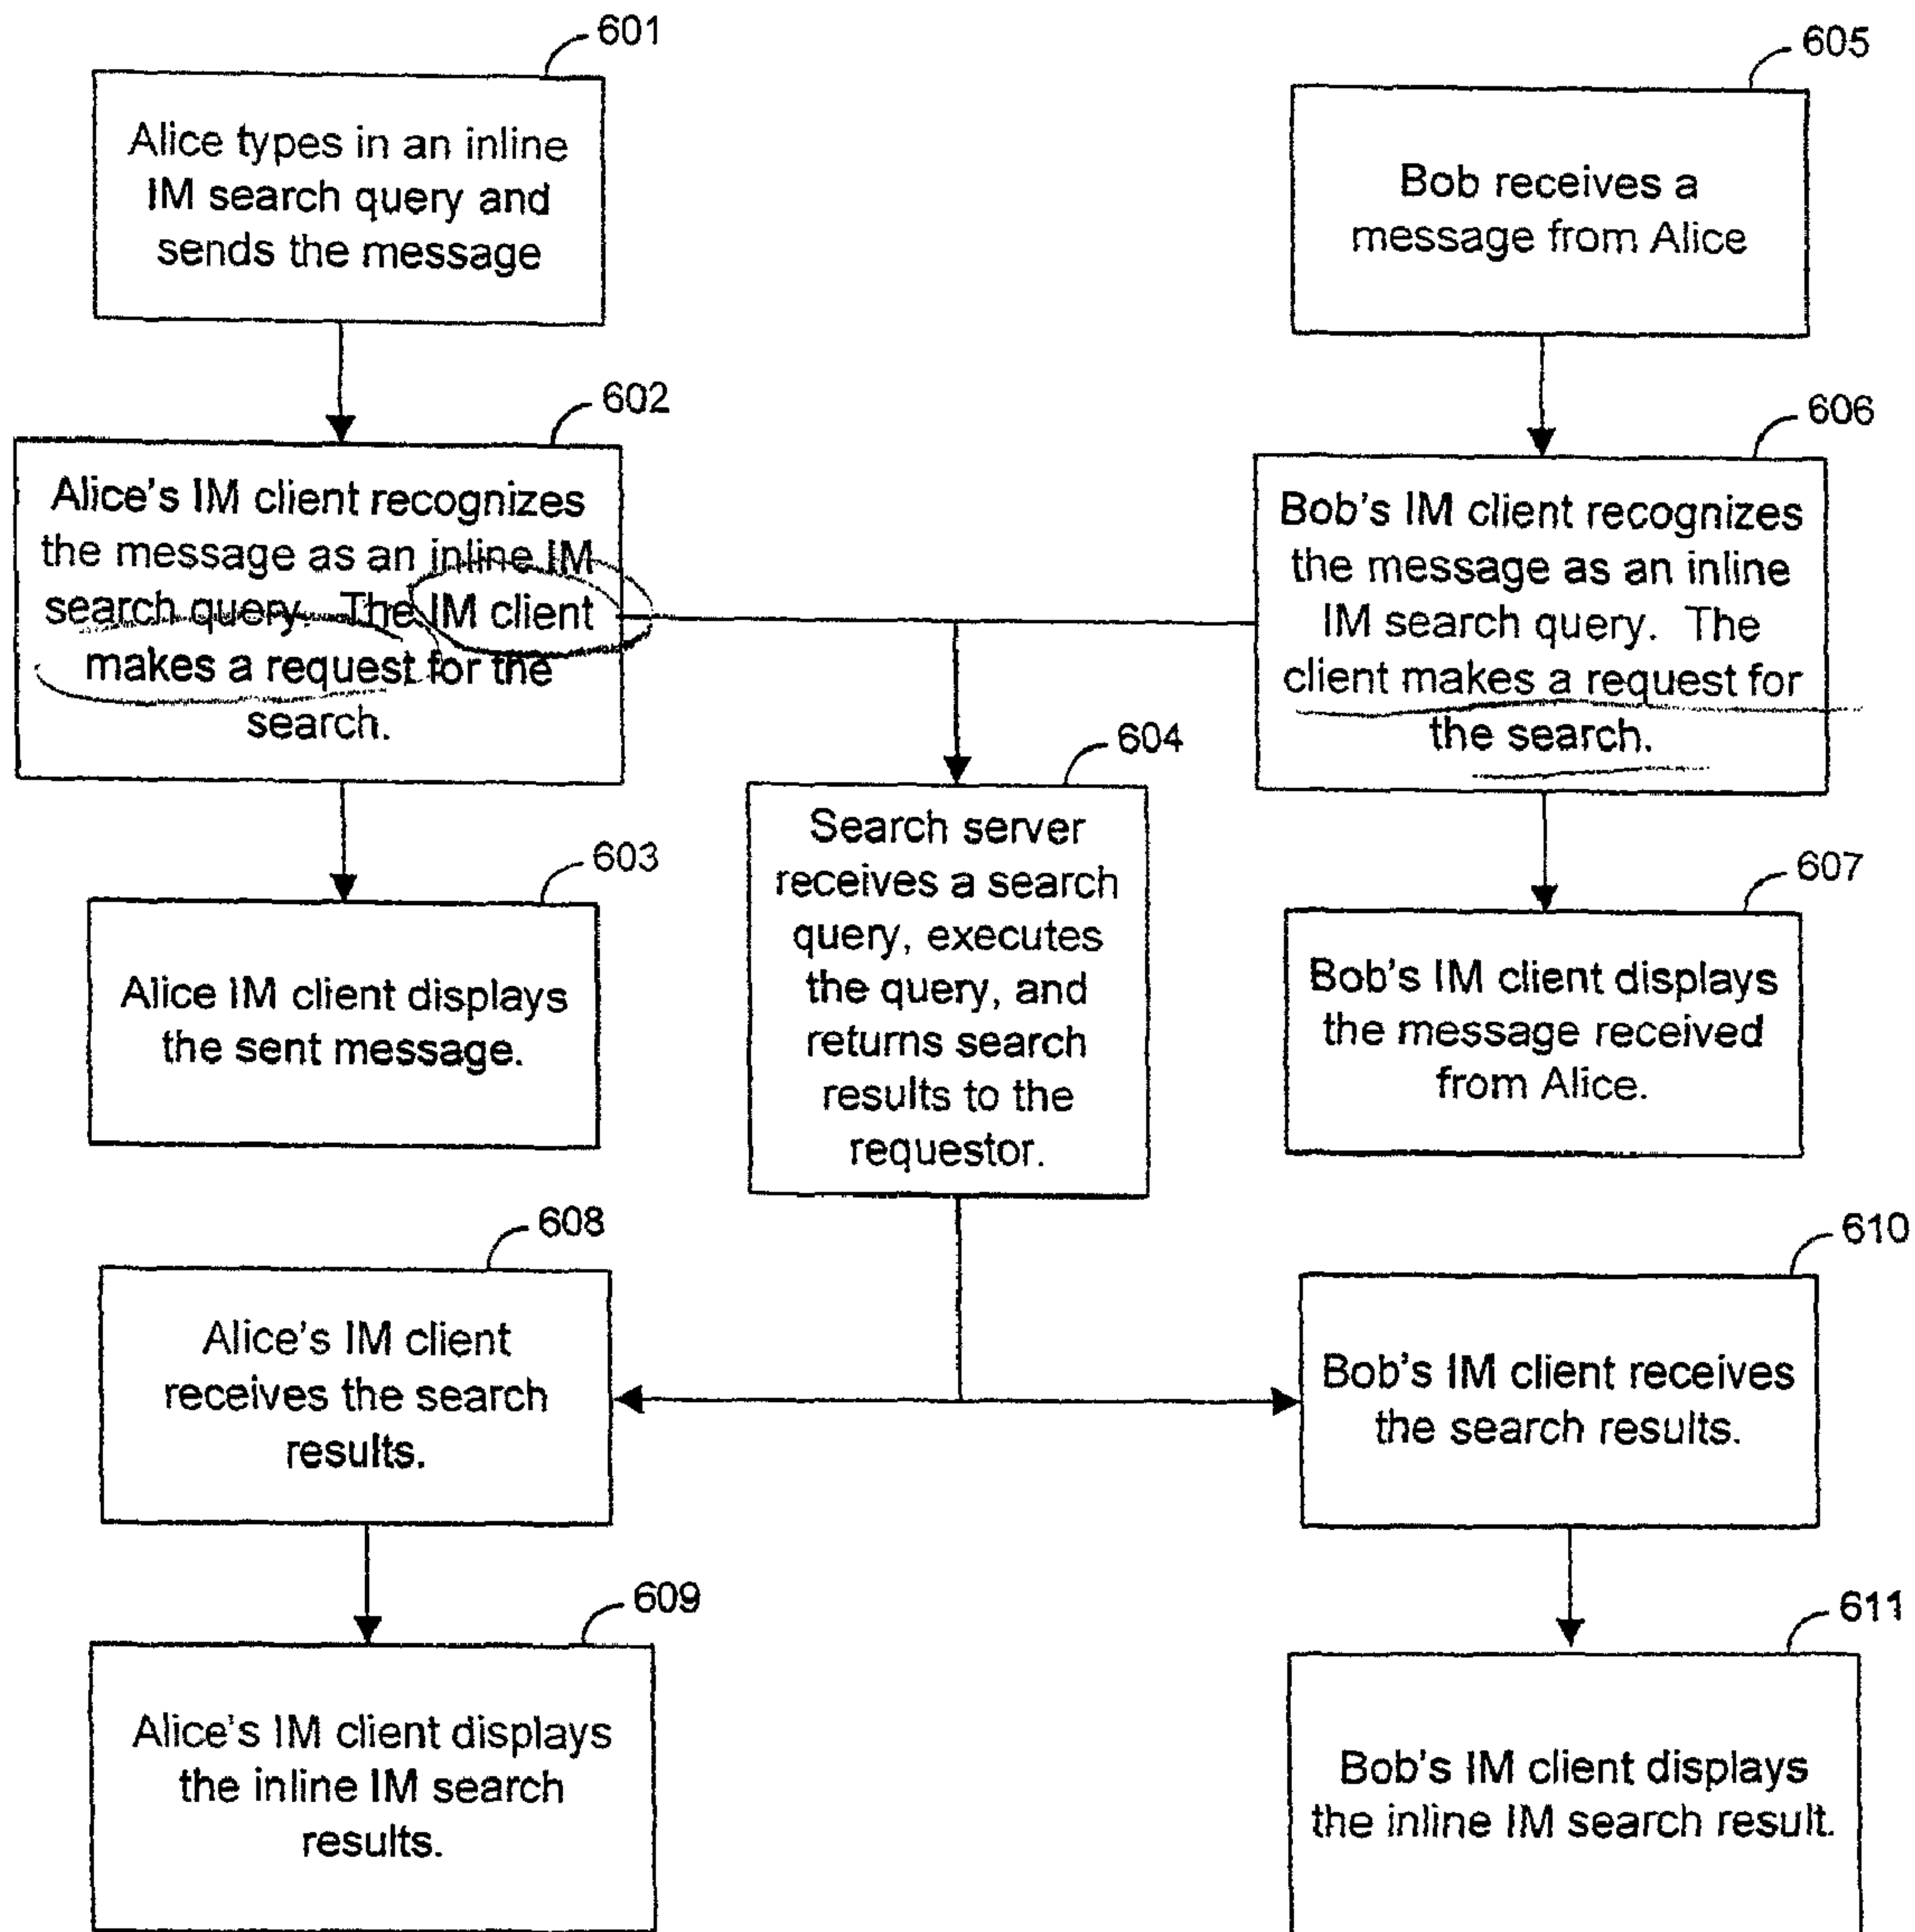 601
Alice types in an inline
IM search query and
sends the message
605
Bob receives a
message from Alice
602
Alice's IM client recognizes
the message as an inline IM
search query. The IM client
makes a request for the
search.
606
Bob's IM client recognizes
the message as an inline
IM search query. The
client makes a request for
the search.
604
Search server
receives a search
query, executes
the query, and
returns search
results to the
requestor.
603
Alice IM client displays
the sent message.
607
Bob's IM client displays
the message received
from Alice.
608
Alice's IM client
receives the search
results.
610
Bob's IM client receives
the search results.
609
Alice's IM client displays
the inline IM search
results.
611
Bob's IM client displays
the inline IM search result.